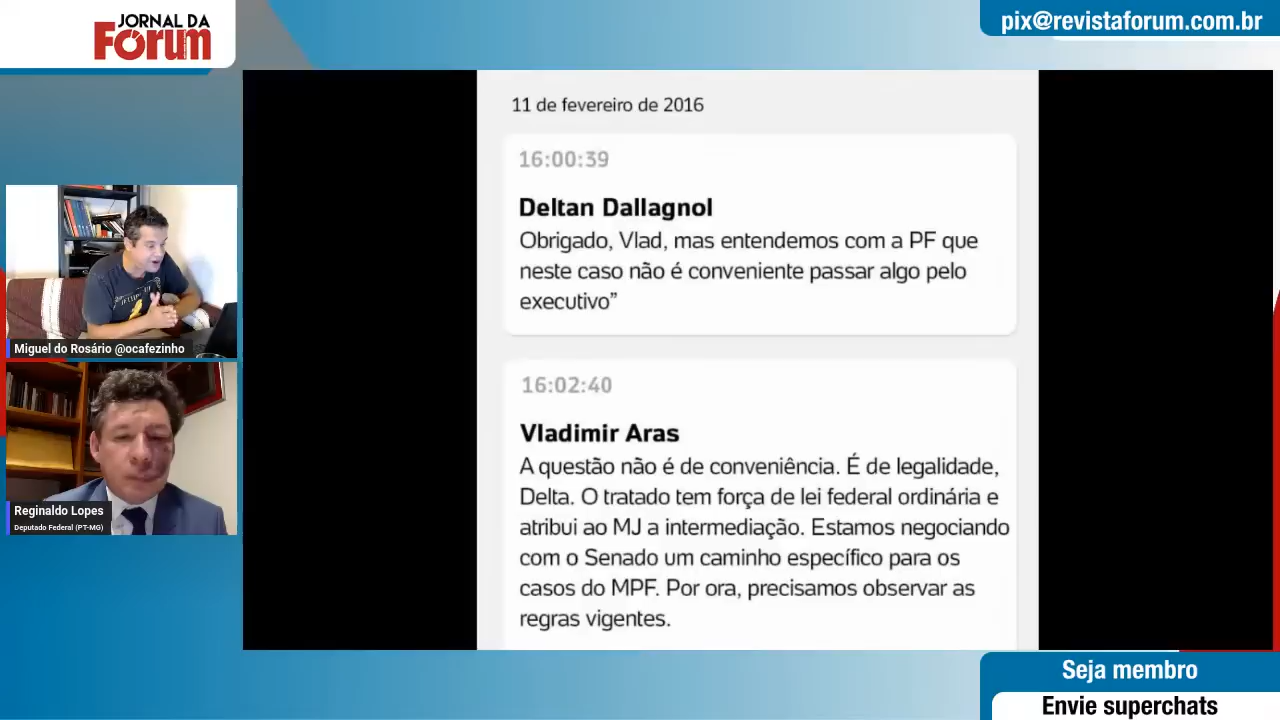 JORNAL DA
FÓRUM
pix@revistaforum.com.br
11 de fevereiro de 2016
16:00:39
Deltan Dallagnol
Obrigado, Vlad, mas entendemos com a PF que
neste caso não é conveniente passar algo pelo
executivo”
16:02:40
Vladimir Aras
A questão não é de conveniência. É de legalidade,
Delta. O tratado tem força de lei federal ordinária e
atribui ao MJ a intermediação. Estamos negociando
com o Senado um caminho específico para os
casos do MPF. Por ora, precisamos observar as
regras vigentes.
Miguel do Rosário @ocafezinho
Reginaldo Lopes
Deputado Federal (PT-MG)
Seja membro
Envie superchats